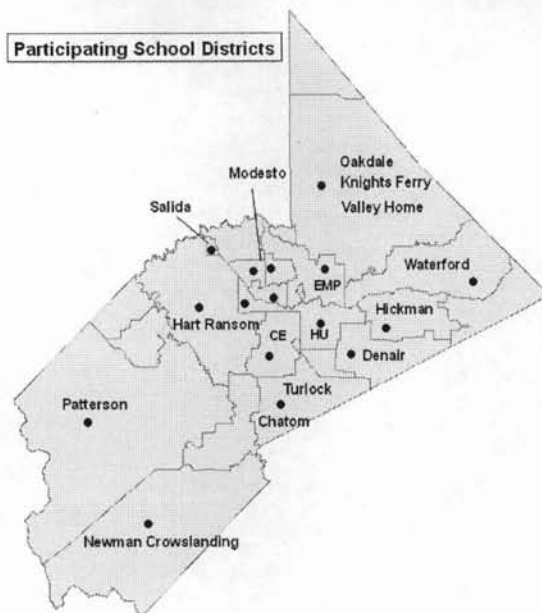 Participating School Districts
Oakdale
Knights Ferry
Valley Home
Modesto
Salida
Waterford
EMP
Hickman
Hart Ransom
CE
HU
Denair
Turlock
Chatom
Patterson
Newman Crowslanding